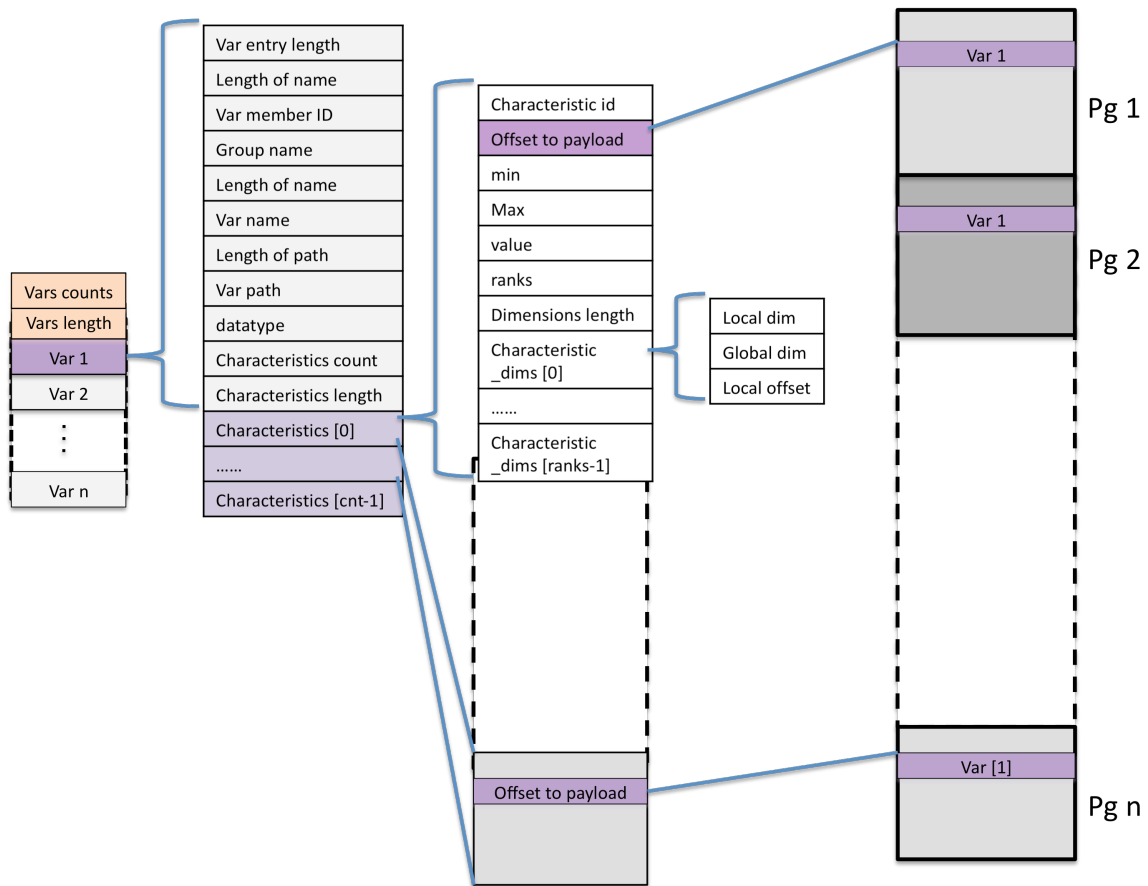 Vars counts
Vars length
Var 1
Var 2
Var n
Var entry length
Length of name
Var member ID
Group name
Length of name
Var name
Length of path
Var path
datatype
Characteristics count
Characteristics length
Characteristics [0]
......
Characteristics [cnt-1]
Characteristic id
Offset to payload
min
Max
value
ranks
Dimensions length
Characteristic
_dims [0]
......
Characteristic
_dims [ranks-1]
Offset to payload
Local dim
Global dim
Local offset
Var 1
Pg 1
Var 1
Pg 2
Var [1]
Pg n